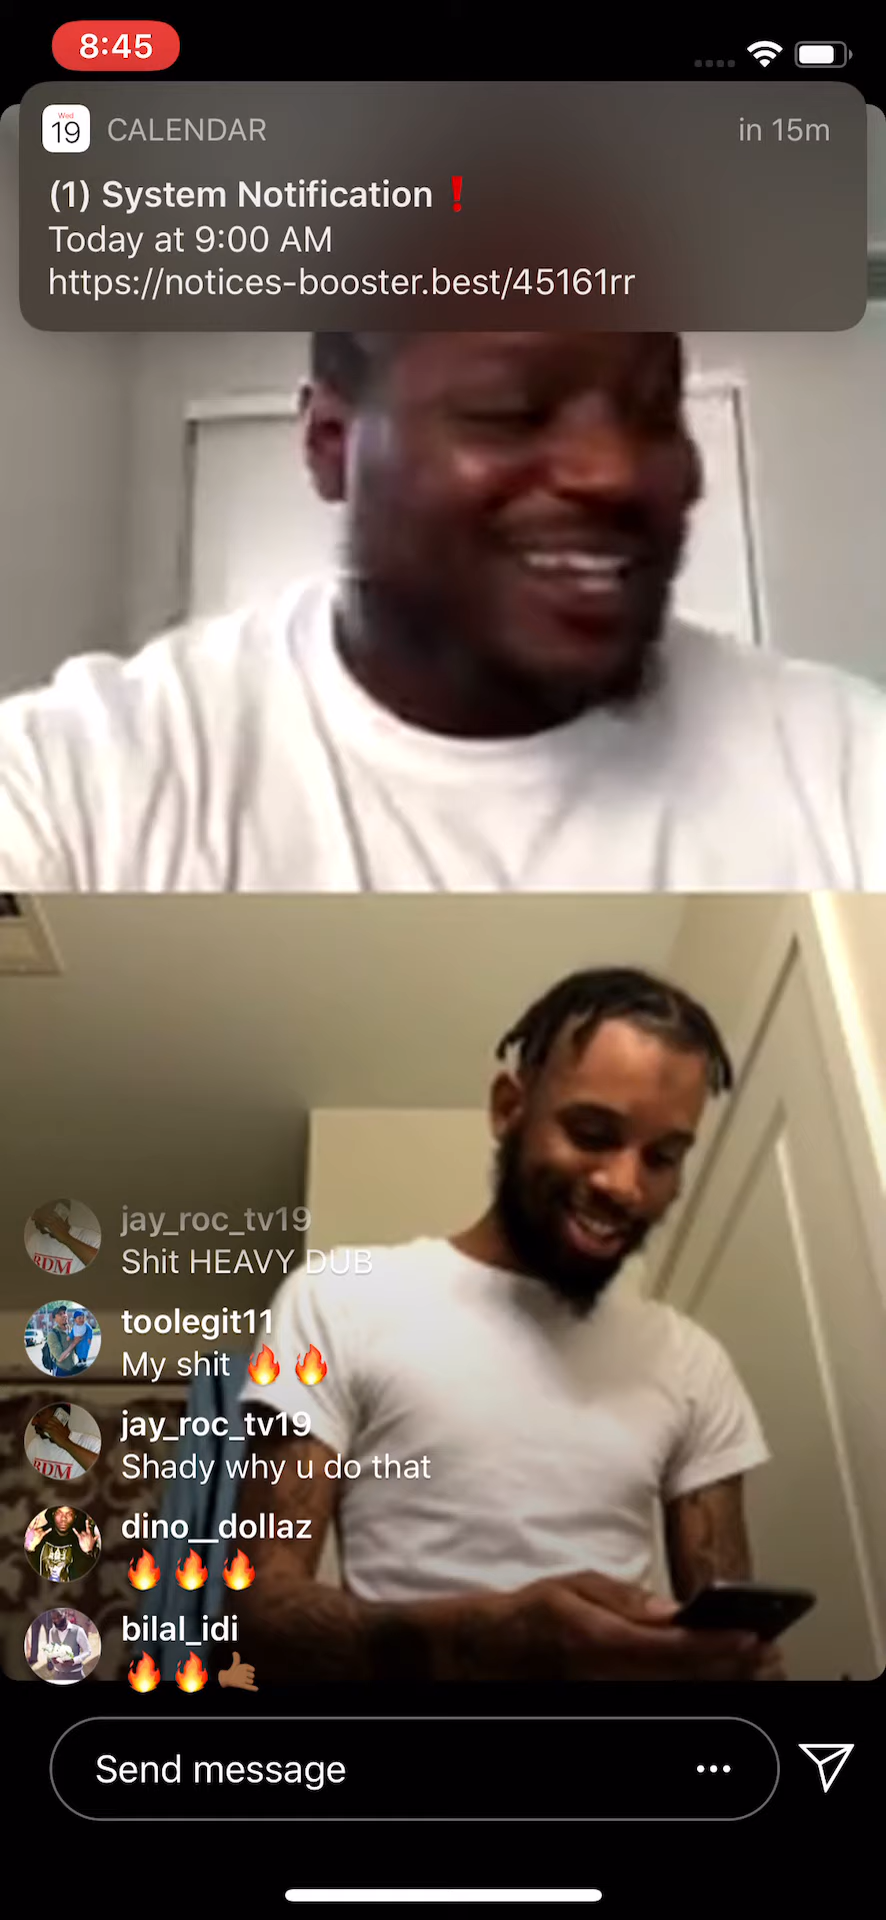 8:45
Wed
19
CALENDAR
in 15m
(1) System Notification❗
Today at 9:00 AM
https://notices-booster.best/45161rr
jay_roc_tv19
Shit HEAVY DUB
toolegit11
My shit 🔥🔥
jay_roc_tv19
Shady why u do that
dino__dollaz
🔥🔥🔥
bilal_idi
🔥🔥🤙🏽
Send message